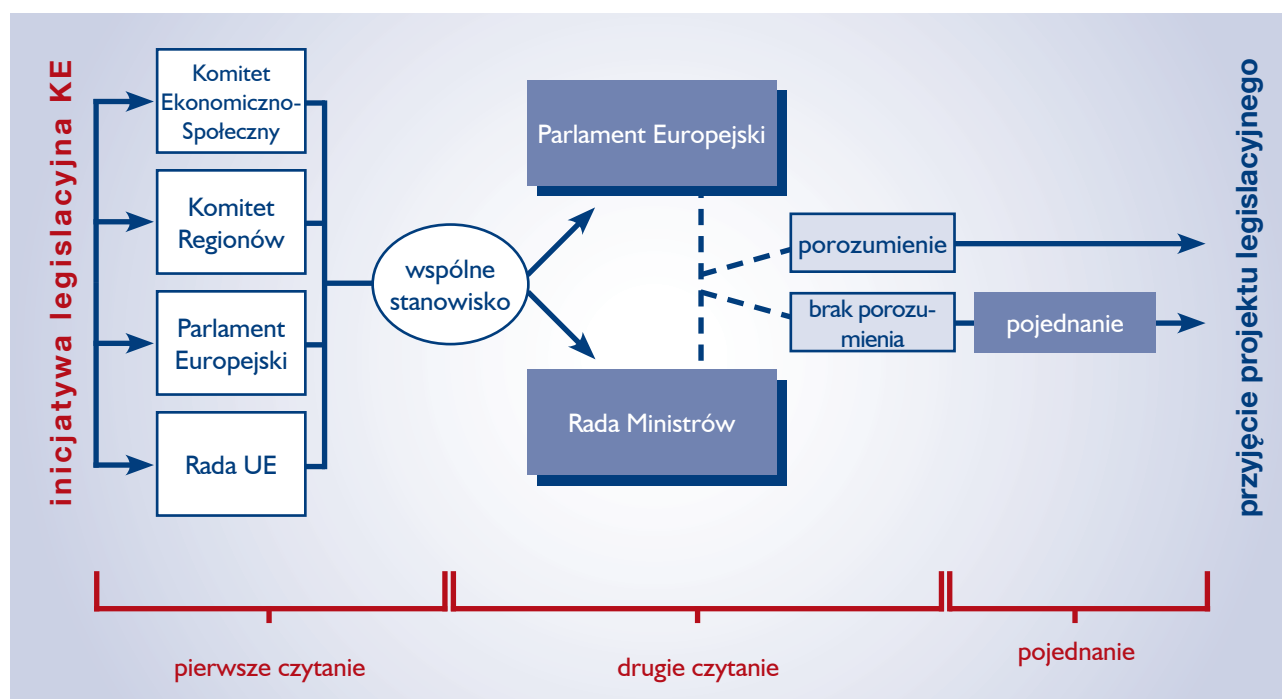 inicjatywa legislacyjna KE
Komitet
Ekonomiczno-
Społeczny
Komitet
Regionów
Parlament
Europejski
Rada UE
wspólne
stanowisko
Parlament Europejski
Rada Ministrów
porozumienie
brak porozu-
mienia
pojednanie
przyjęcie projektu legislacyjnego
pierwsze czytanie
drugie czytanie
pojednanie